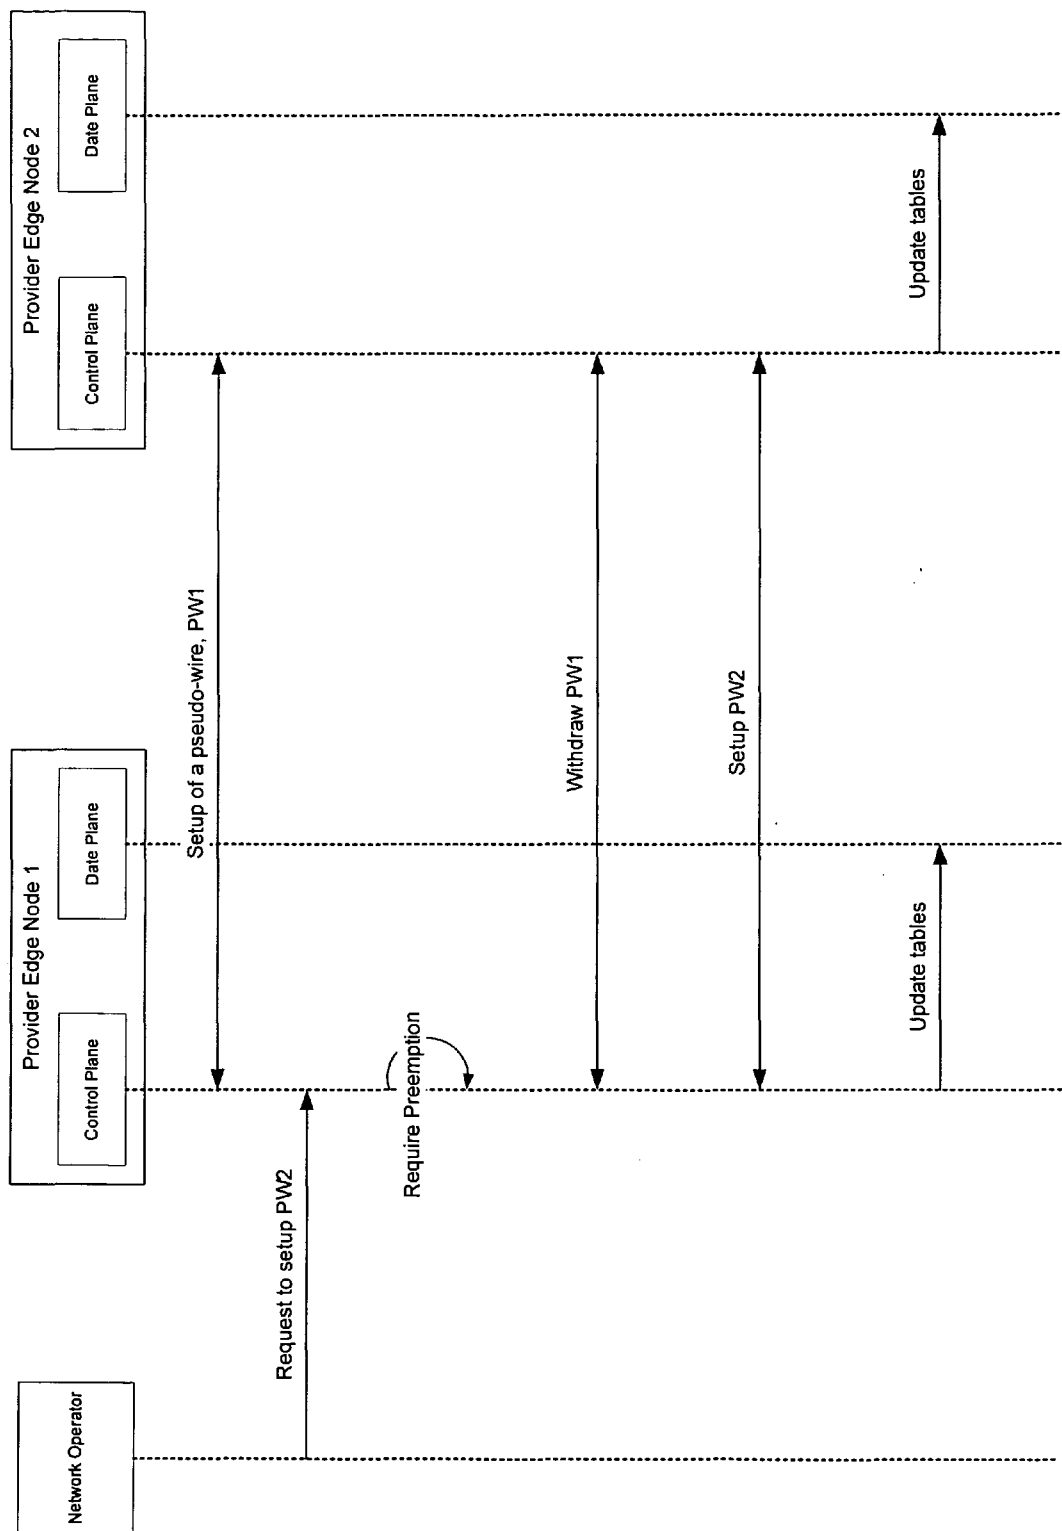 Network Operator
Provider Edge Node 1
Control Plane
Date Plane
Provider Edge Node 2
Control Plane
Date Plane
Setup of a pseudo-wire, PW1
Request to setup PW2
Require Preemption
Withdraw PW1
Setup PW2
Update tables
Update tables